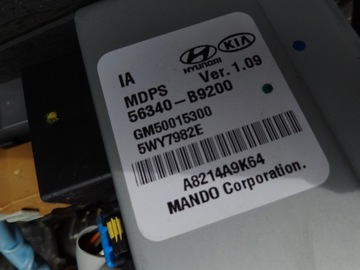 HYUNDAI KIA
IA
MDPS Ver. 1.09
56340-B9200
GM50015300
5WY7982E
A8214A9K64
MANDO Corporation.